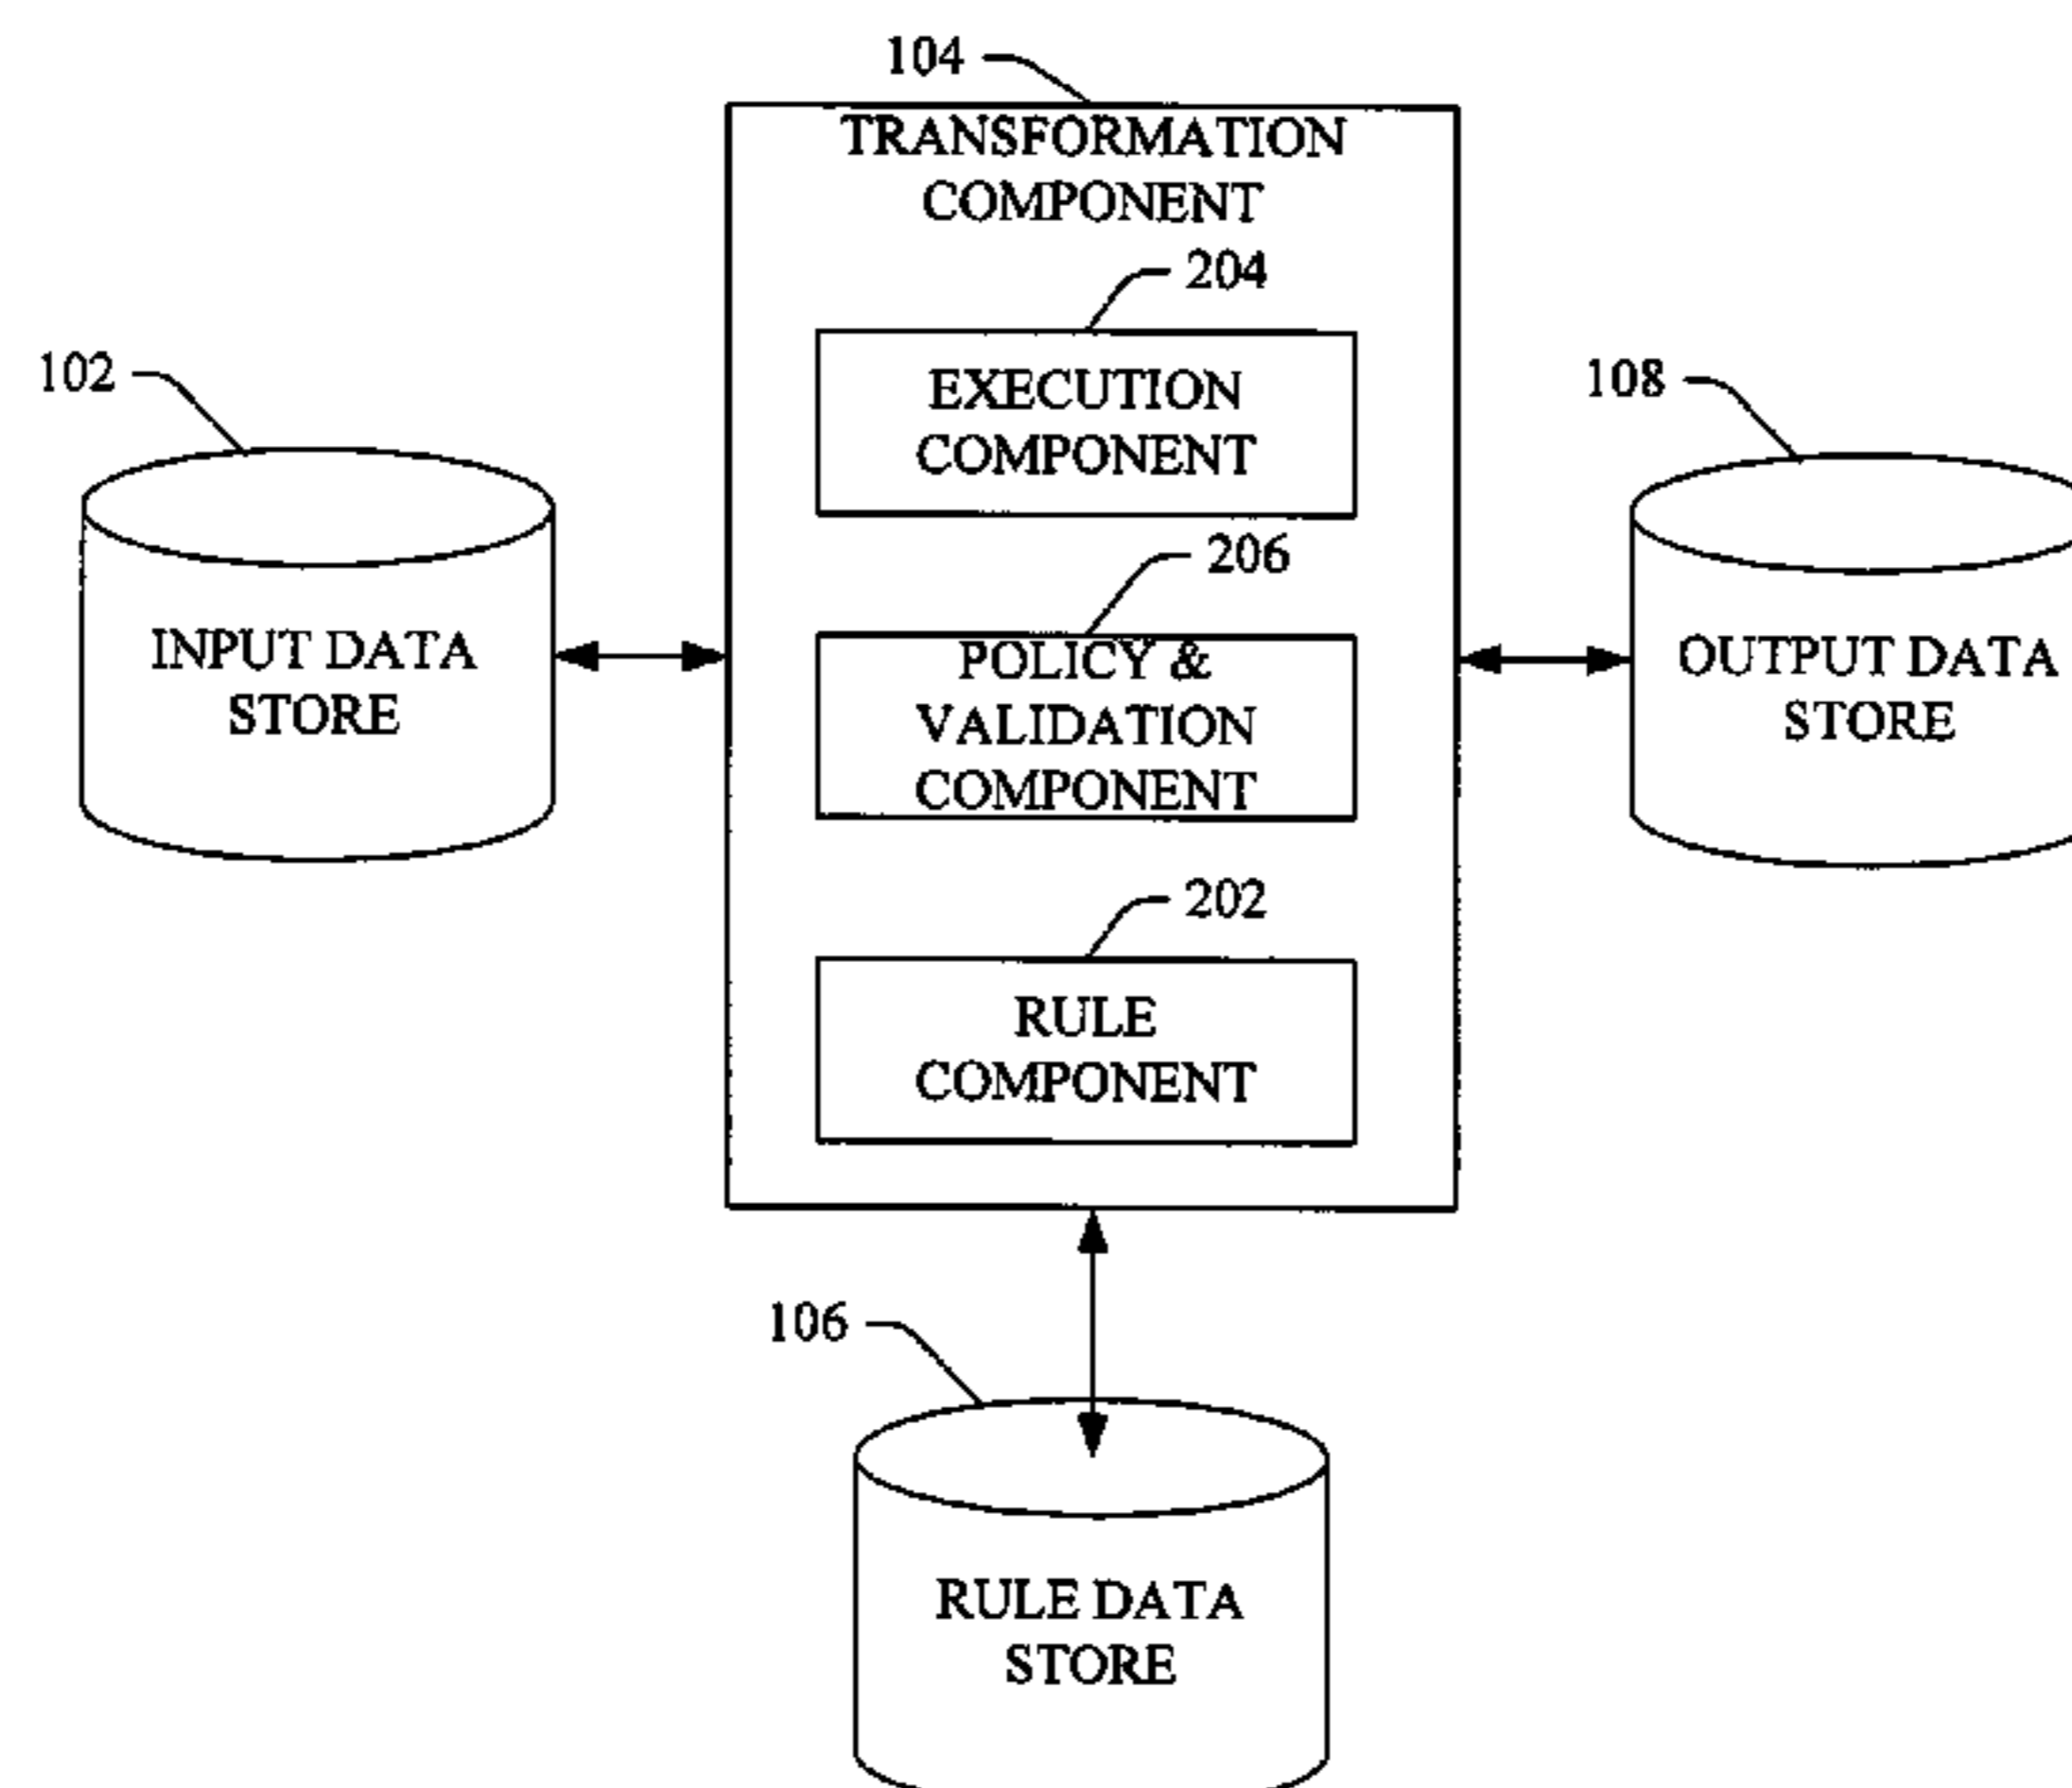 104
TRANSFORMATION
COMPONENT
204
EXECUTION
COMPONENT
102
INPUT DATA
STORE
206
POLICY &
VALIDATION
COMPONENT
108
OUTPUT DATA
STORE
202
RULE
COMPONENT
106
RULE DATA
STORE